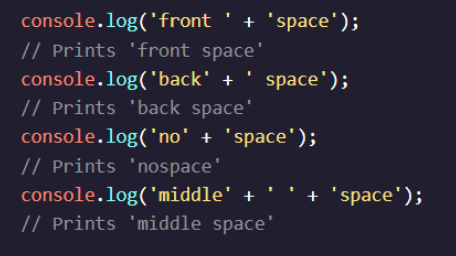 console.log('front ' + 'space');
// Prints 'front space'
console.log('back' + ' space');
// Prints 'back space'
console.log('no' + 'space');
// Prints 'nospace'
console.log('middle' + ' ' + 'space');
// Prints 'middle space'